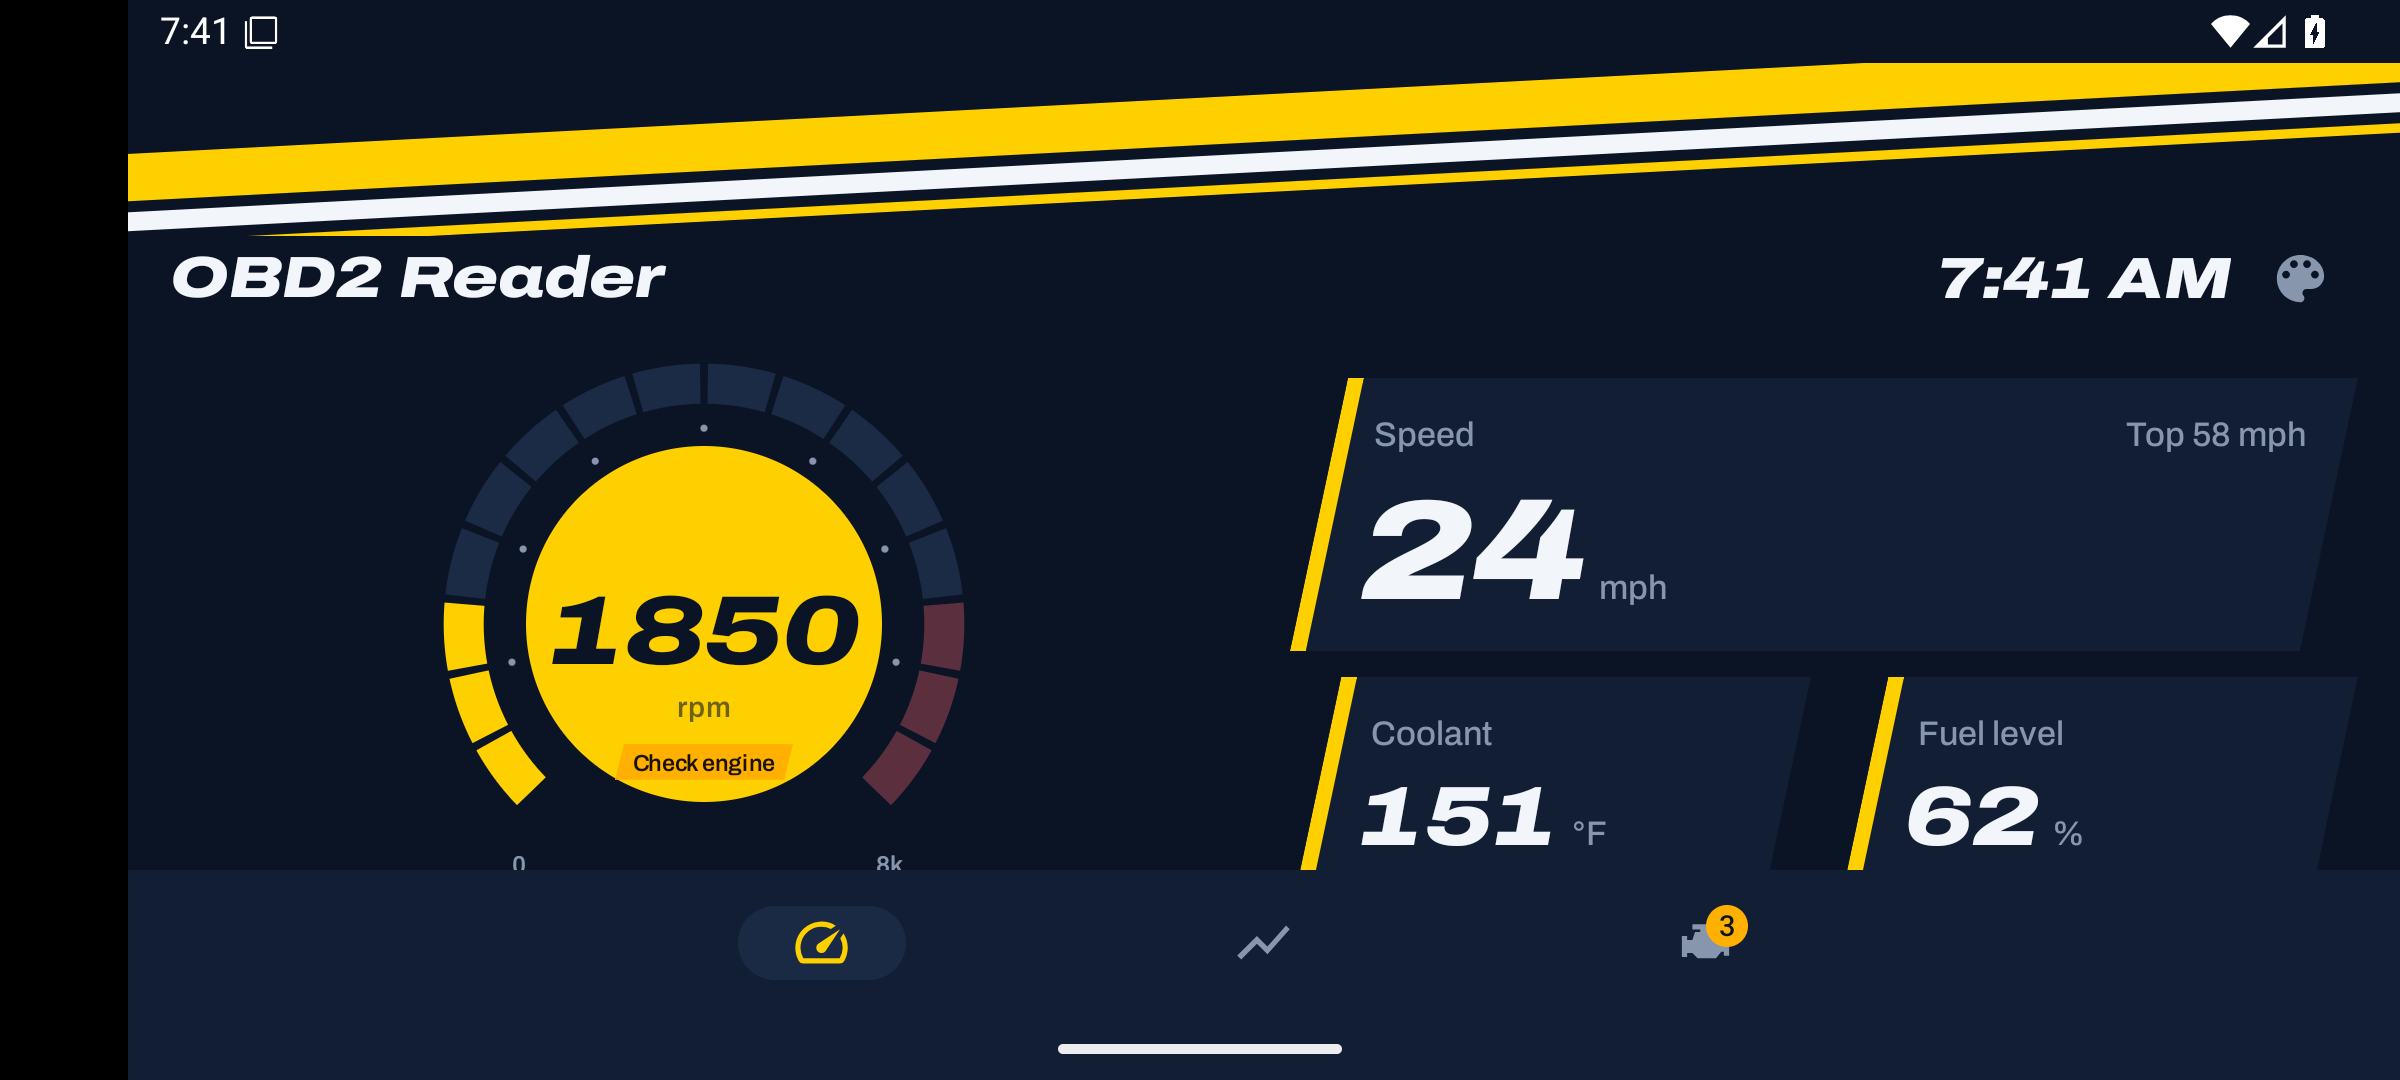 7:41
OBD2 Reader
7:41 AM
1850
rpm
Check engine
0
8k
Speed
Top 58 mph
24 mph
Coolant
151 °F
Fuel level
62 %
3